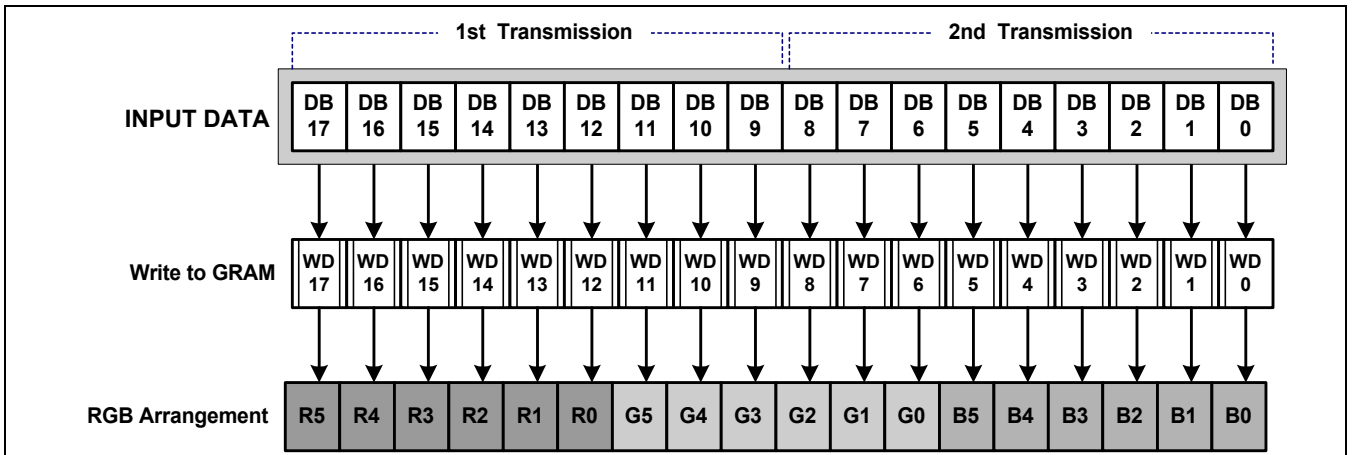 1st Transmission 2nd Transmission
INPUT DATA DB 17 DB 16 DB 15 DB 14 DB 13 DB 12 DB 11 DB 10 DB 9 DB 8 DB 7 DB 6 DB 5 DB 4 DB 3 DB 2 DB 1 DB 0
Write to GRAM WD 17 WD 16 WD 15 WD 14 WD 13 WD 12 WD 11 WD 10 WD 9 WD 8 WD 7 WD 6 WD 5 WD 4 WD 3 WD 2 WD 1 WD 0
RGB Arrangement R5 R4 R3 R2 R1 R0 G5 G4 G3 G2 G1 G0 B5 B4 B3 B2 B1 B0